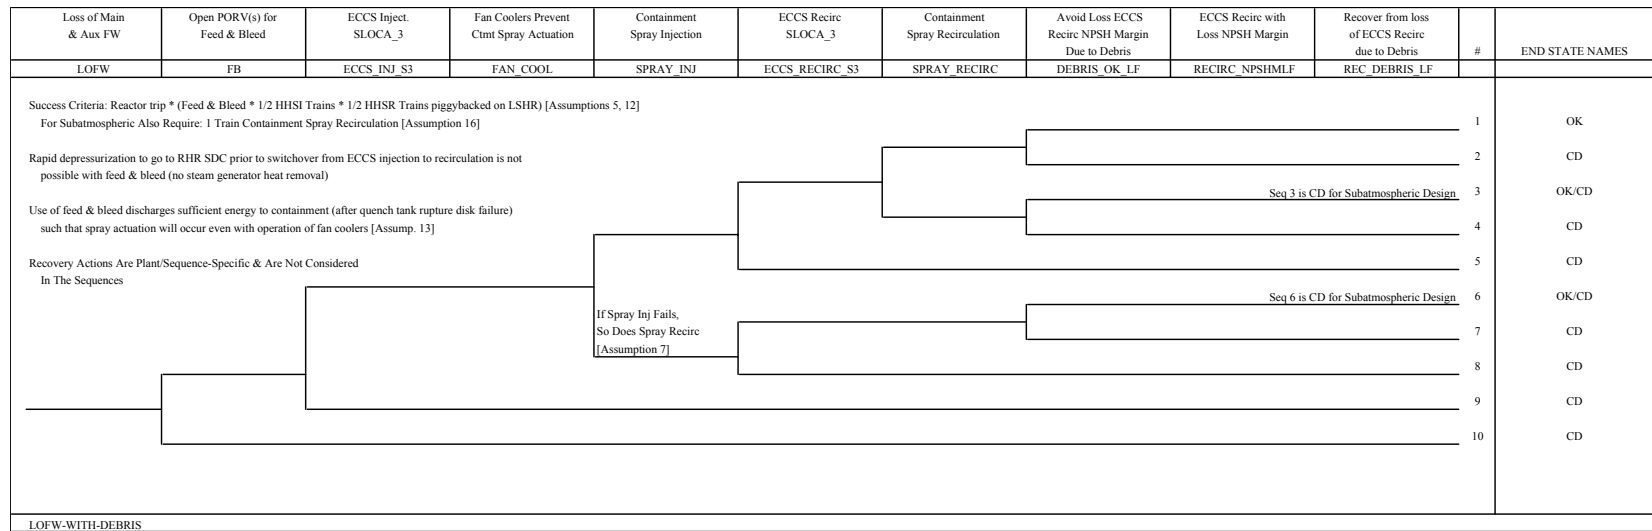 Loss of Main
& Aux FW
Open PORV(s) for
Feed & Bleed
ECCS Inject.
SLOCA_3
Fan Coolers Prevent
Ctmt Spray Actuation
Containment
Spray Injection
ECCS Recirc
SLOCA_3
Containment
Spray Recirculation
Avoid Loss ECCS
Recirc NPSH Margin
Due to Debris
ECCS Recirc with
Loss NPSH Margin
Recover from loss
of ECCS Recirc
due to Debris
#
END STATE NAMES
LOFW
FB
ECCS_INJ_S3
FAN_COOL
SPRAY_INJ
ECCS_RECIRC_S3
SPRAY_RECIRC
DEBRIS_OK_LF
RECIRC_NPSHMLF
REC_DEBRIS_LF
Success Criteria: Reactor trip * (Feed & Bleed * 1/2 HHSI Trains * 1/2 HHSR Trains piggybacked on LSHR) [Assumptions 5, 12]
For Subatmospheric Also Require: 1 Train Containment Spray Recirculation [Assumption 16]
Rapid depressurization to go to RHR SDC prior to switchover from ECCS injection to recirculation is not
possible with feed & bleed (no steam generator heat removal)
Use of feed & bleed discharges sufficient energy to containment (after quench tank rupture disk failure)
such that spray actuation will occur even with operation of fan coolers [Assump. 13]
Recovery Actions Are Plant/Sequence-Specific & Are Not Considered
In The Sequences
If Spray Inj Fails,
So Does Spray Recirc
[Assumption 7]
1 OK
2 CD
Seq 3 is CD for Subatmospheric Design 3 OK/CD
4 CD
5 CD
Seq 6 is CD for Subatmospheric Design 6 OK/CD
7 CD
8 CD
9 CD
10 CD
LOFW-WITH-DEBRIS